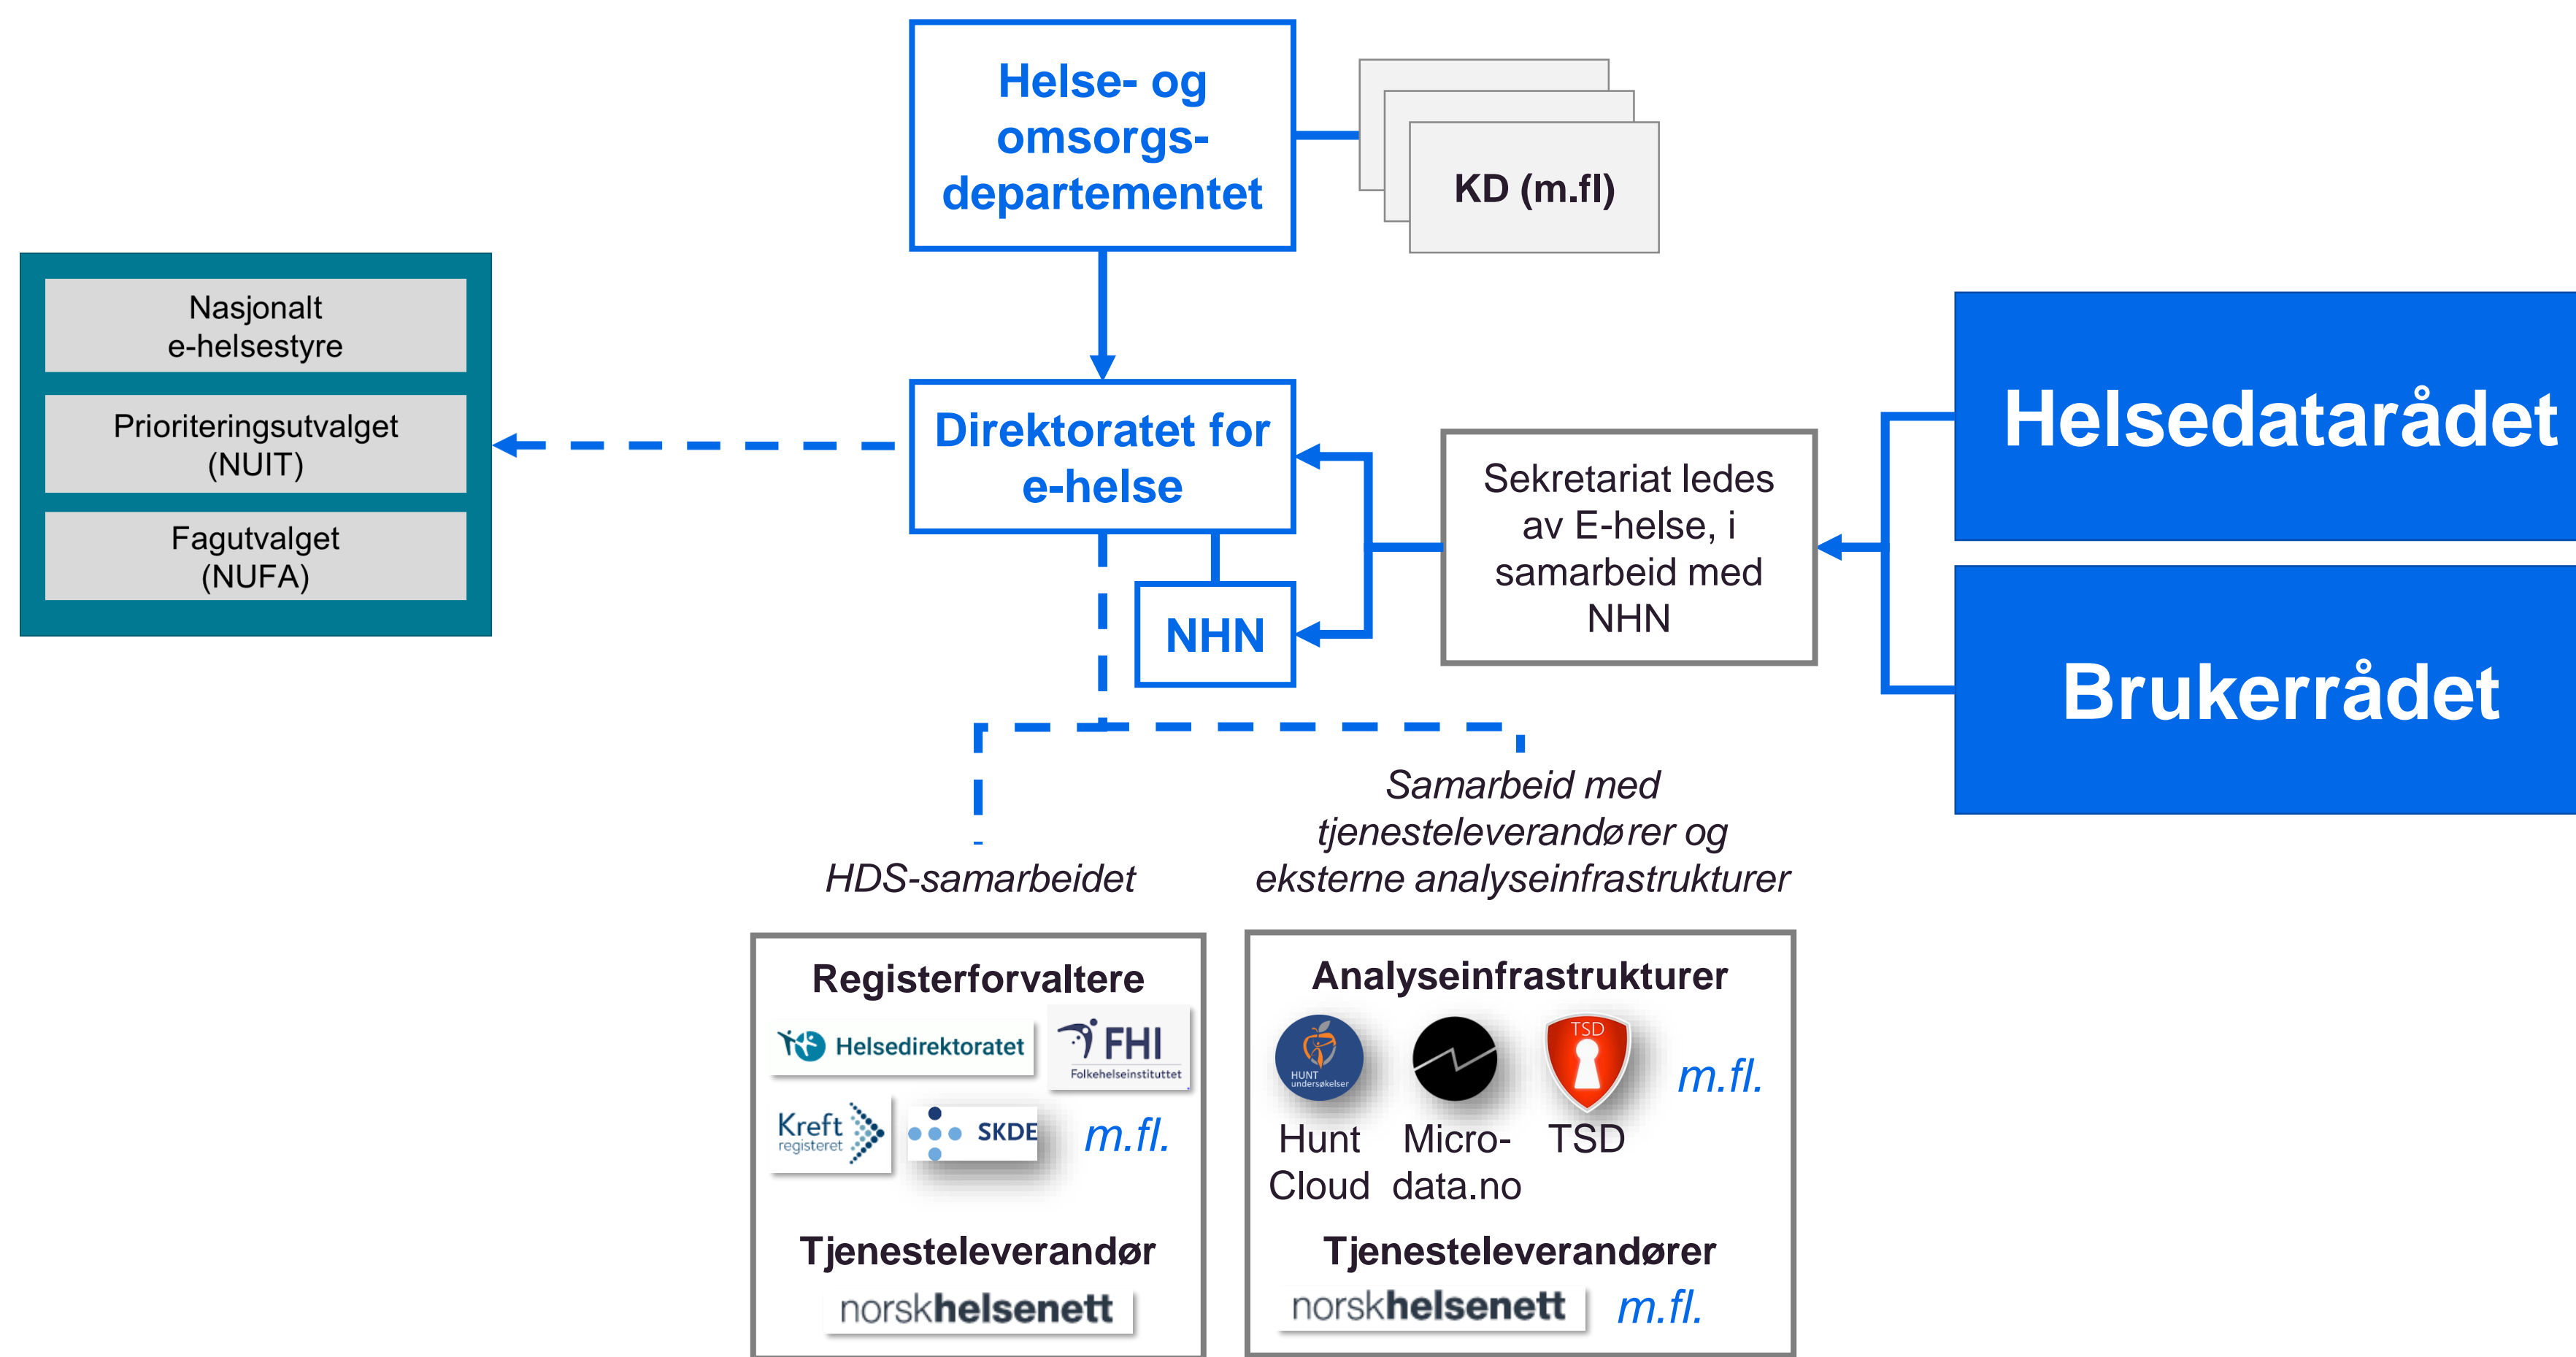 Helse- og
omsorgs-
departementet
KD (m.fl)
Nasjonalt
e-helsestyre
Prioriteringsutvalget
(NUIT)
Fagutvalget
(NUFA)
Direktoratet for
e-helse
NHN
Sekretariat ledes
av E-helse, i
samarbeid med
NHN
Helsedatarådet
Brukerrådet
HDS-samarbeidet
Samarbeid med
tjenesteleverandører og
eksterne analyseinfrastrukturer
Registerforvaltere
Helsedirektoratet
FHI
Folkehelseinstituttet
Kreft
registeret
SKDE
m.fl.
Tjenesteleverandør
norskhelsenett
Analyseinfrastrukturer
HUNT
undersøkelser
TSD
m.fl.
Hunt
Cloud
Micro-
data.no
TSD
Tjenesteleverandører
norskhelsenett
m.fl.